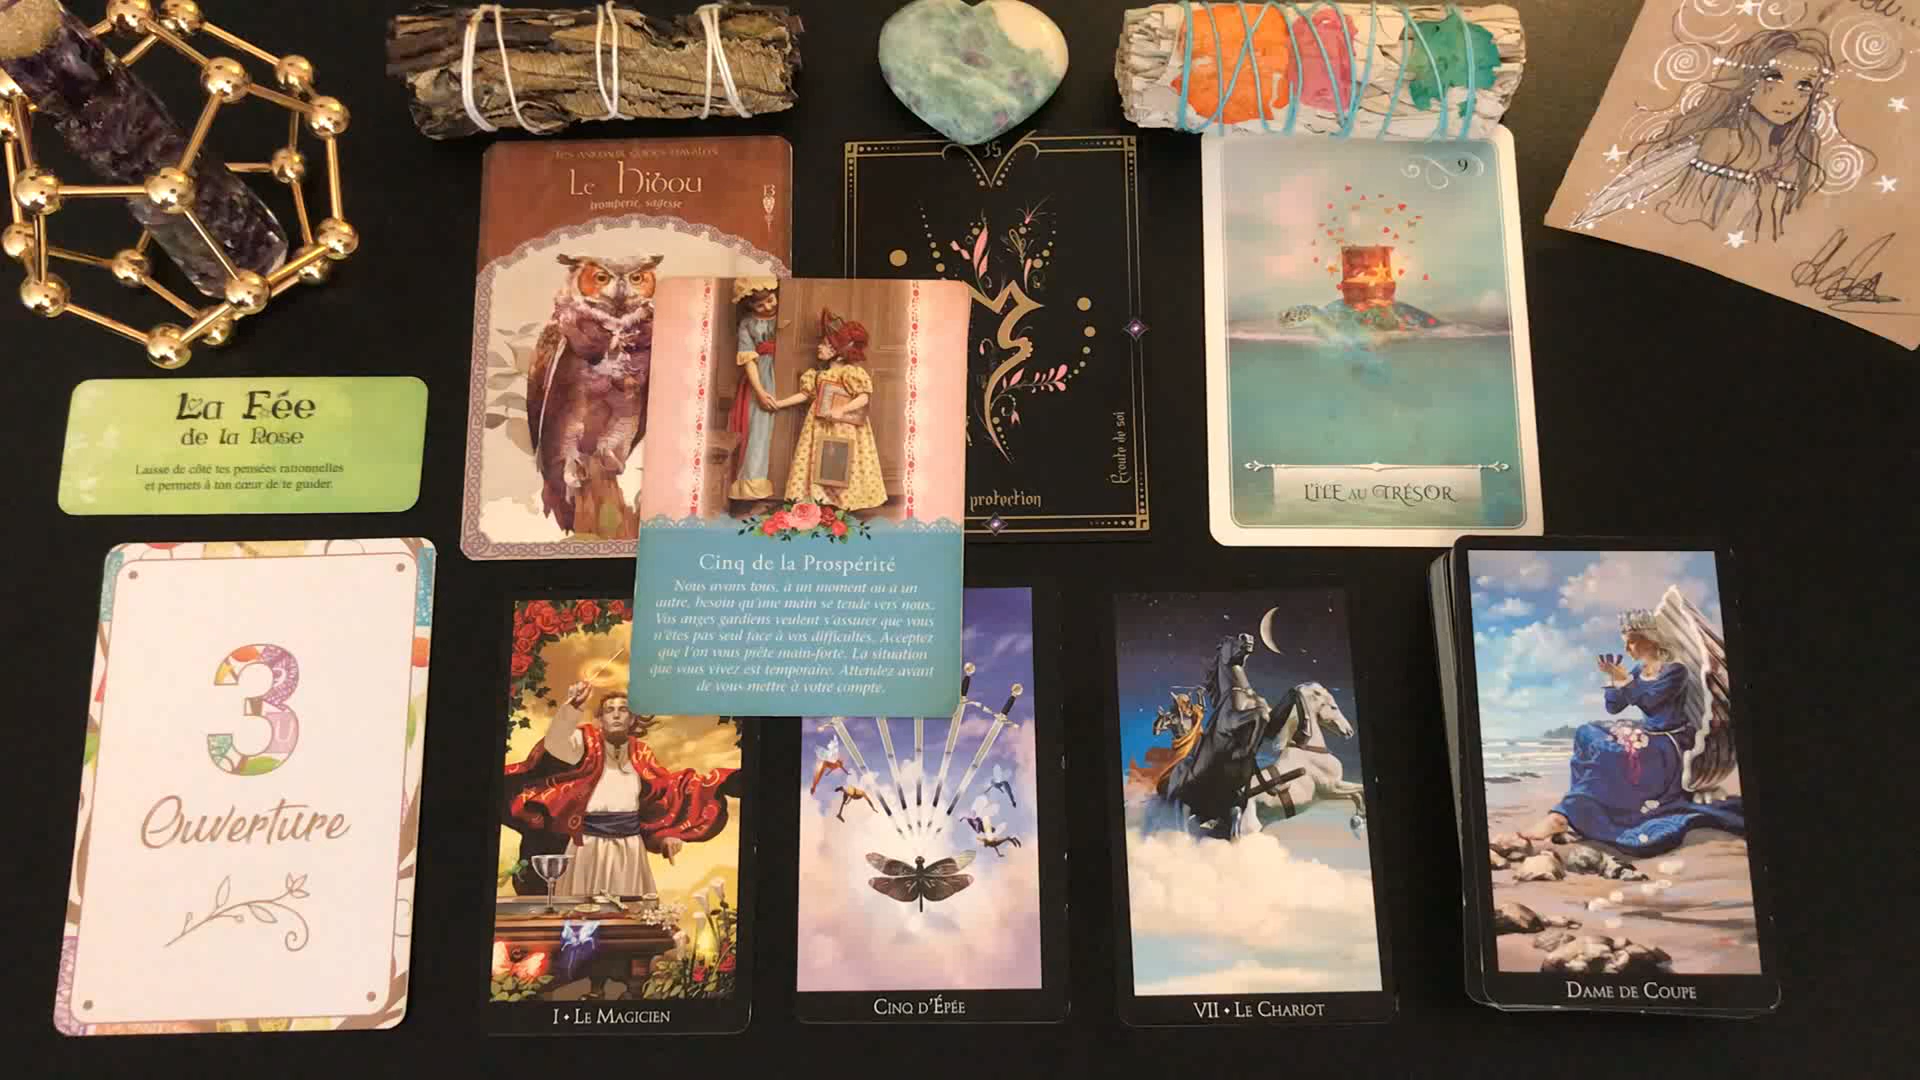 Les animaux guides
Le Hibou
tromperie, sagesse
13
35
Écoute de soi
protection
9
L'ÎLE AU TRÉSOR
La Fée
de la Rose
Laisse de côté tes pensées rationnelles
et permets à ton cœur de te guider.
Cinq de la Prospérité
Nous avons tous, à un moment ou à un
autre, besoin qu'une main se tende vers nous.
Vos anges gardiens veulent s'assurer que vous
n'êtes pas seul face à vos difficultés. Acceptez
que l'on vous prête main-forte. La situation
que vous vivez est temporaire. Attendez avant
de vous mettre à votre compte.
3
Ouverture
I • LE MAGICIEN
CINQ D'ÉPÉE
VII • LE CHARIOT
DAME DE COUPE